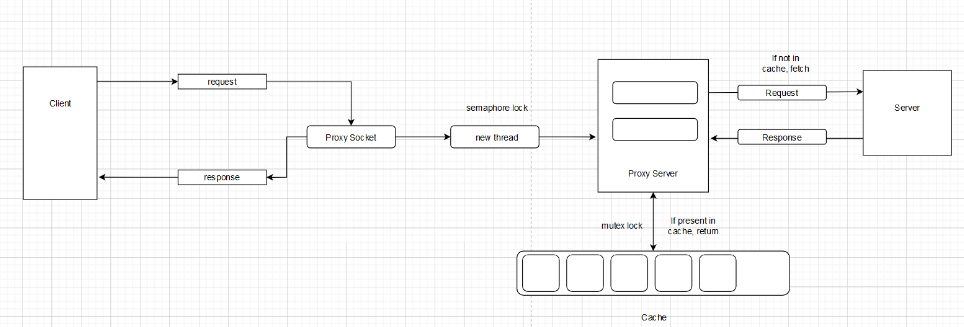 If not in
cache, fetch
Client
request
Request
Server
semaphore lock
Proxy Socket
new thread
Response
response
Proxy Server
mutex lock
If present in
cache, return
Cache